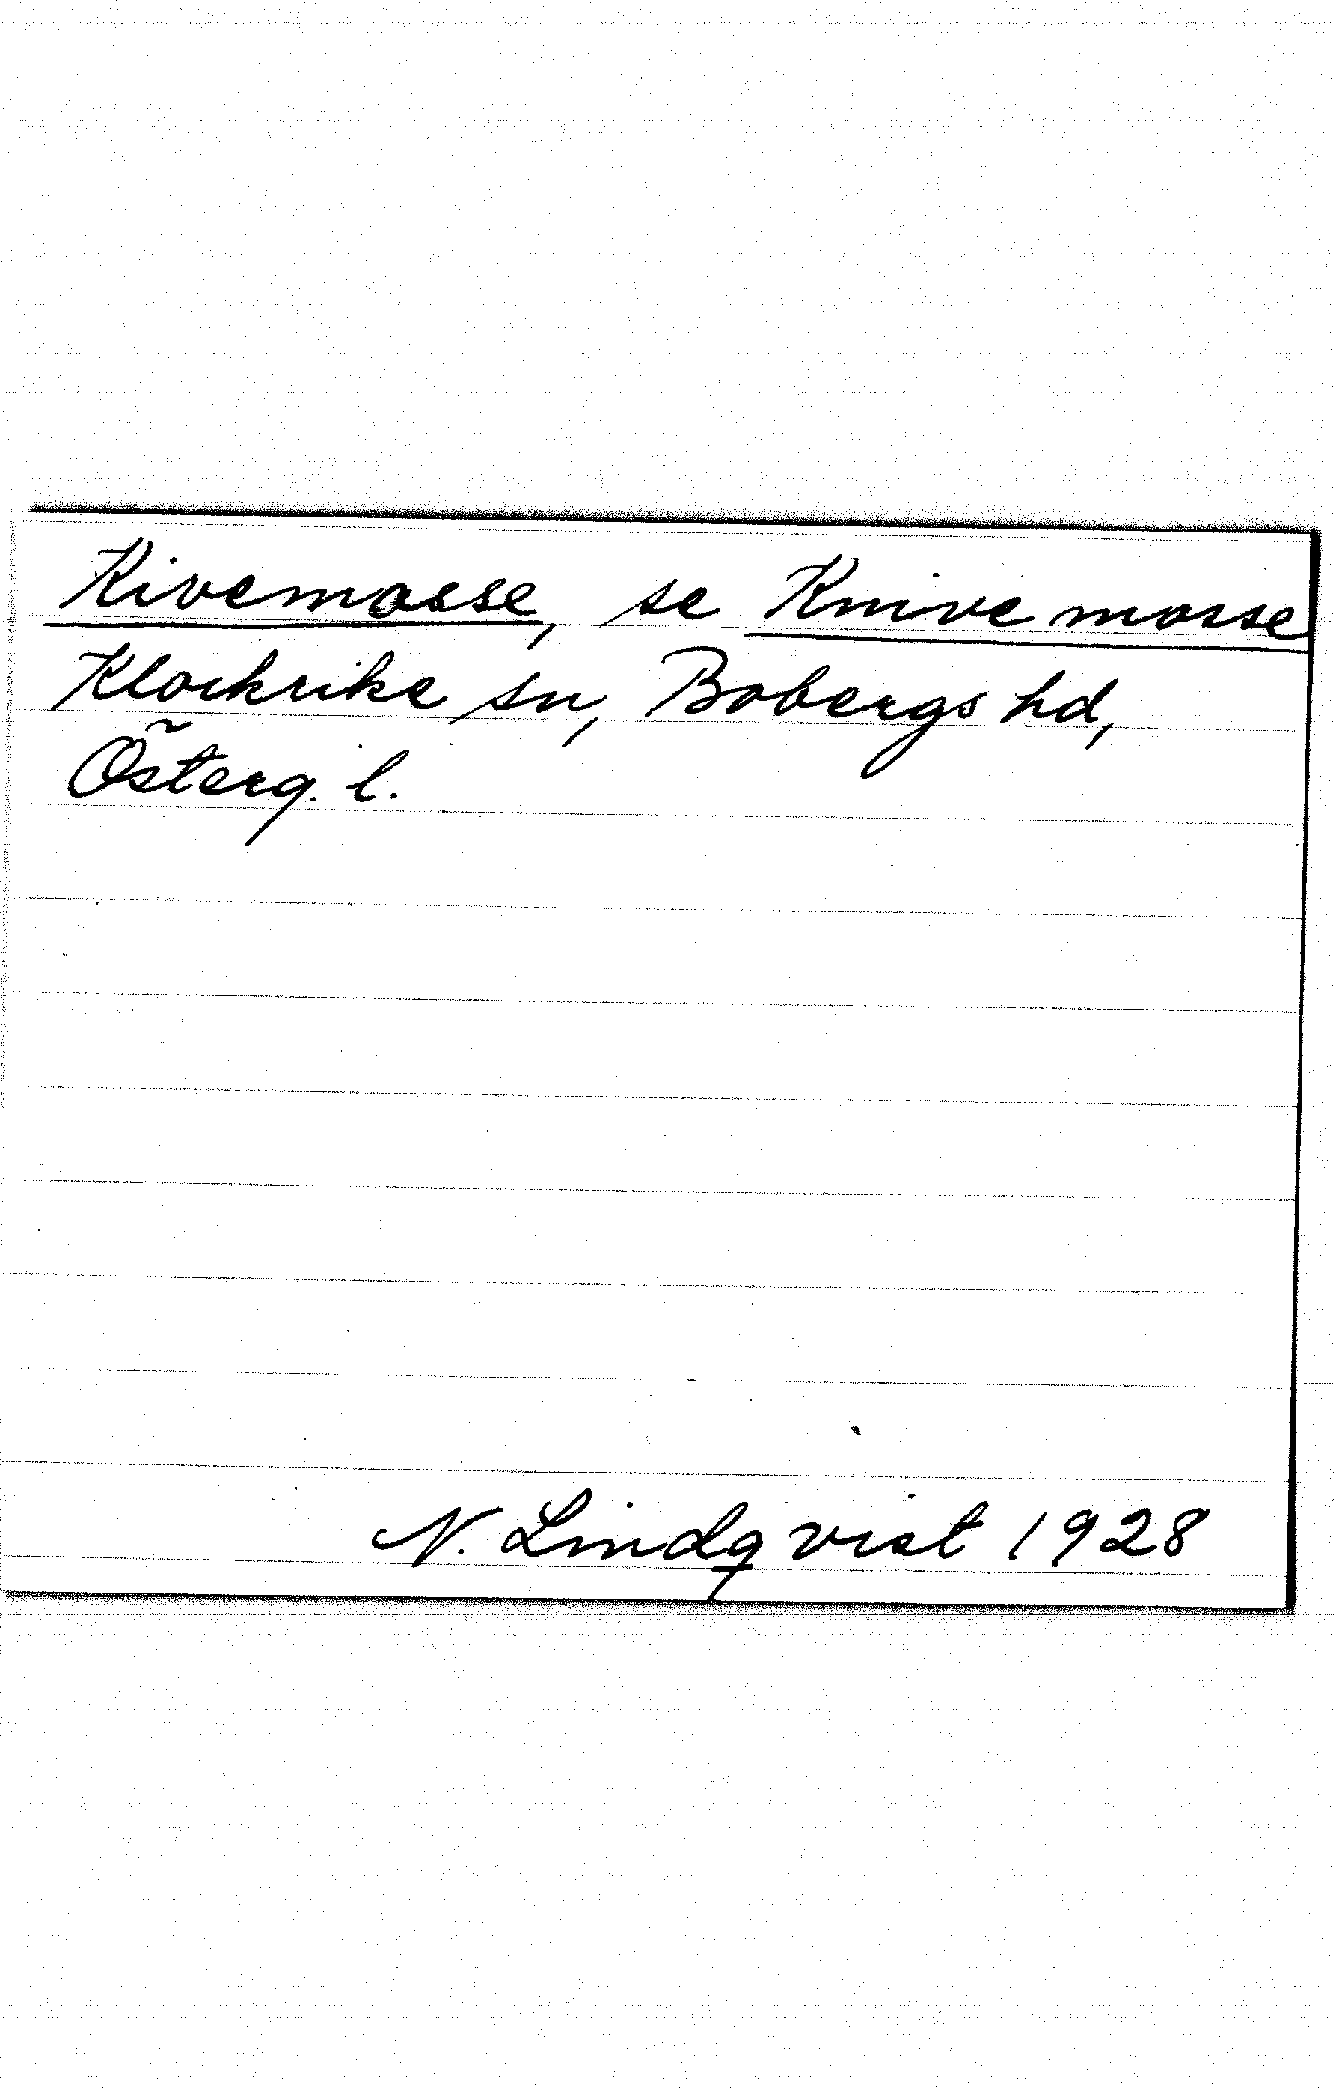 Kivemosse, se Knivemosse
Klockrike sn, Bobergs hd,
Österg. l.
N. Lindqvist 1928